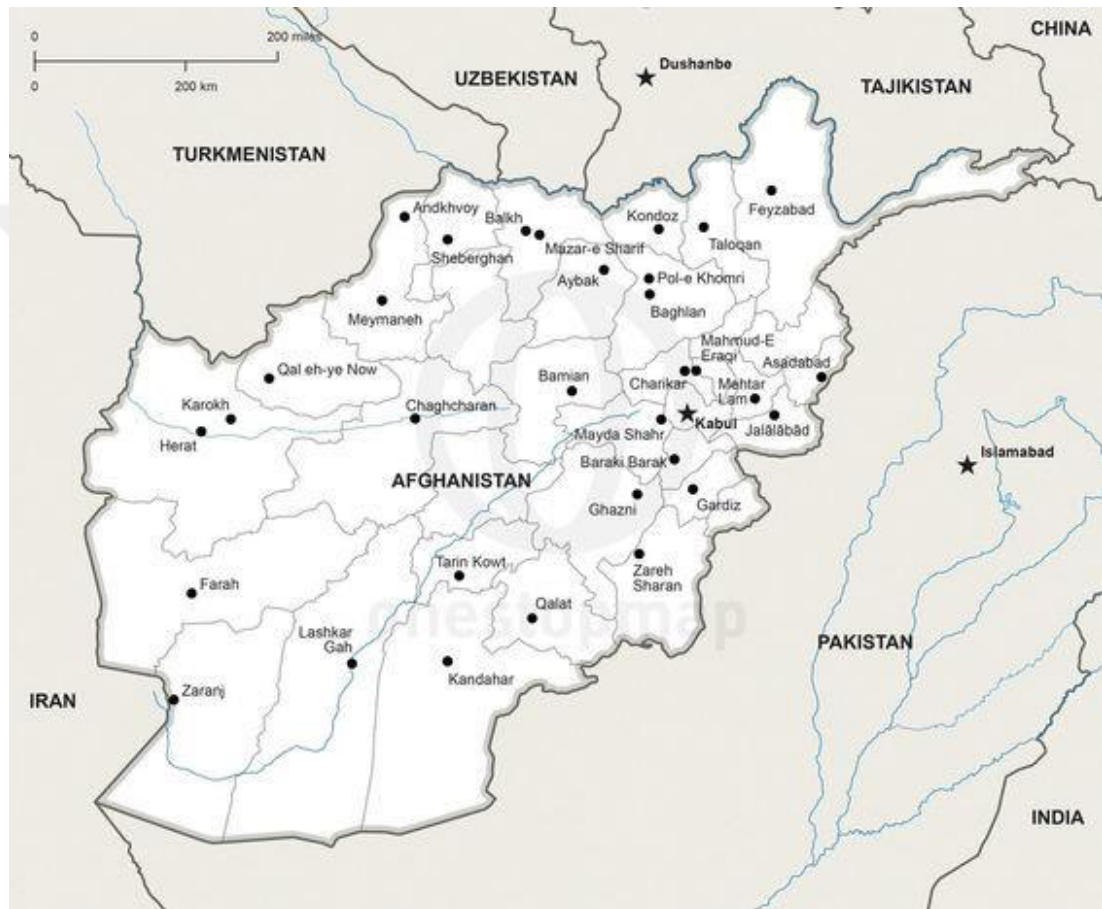 0
200 miles
0
200 km
CHINA
Dushanbe
UZBEKISTAN
TAJIKISTAN
TURKMENISTAN
Andkhvoy
Balkh
Kondoz
Feyzabad
Sheberghan
Mazar-e Sharif
Taloqan
Aybak
Pol-e Khomri
Baghlan
Meymaneh
Mahmud-E
Eraqi
Asadabad
Qal eh-ye Now
Bamian
Charikar
Mehtar
Lam
Karokh
Chaghcharan
Kabul
Jalālābād
Herat
Mayda Shahr
Baraki Barak
Islamabad
AFGHANISTAN
Ghazni
Gardiz
Tarin Kowt
Zareh
Sharan
Farah
Qalat
onestopmap
Lashkar
Gah
PAKISTAN
Kandahar
Zaranj
IRAN
INDIA